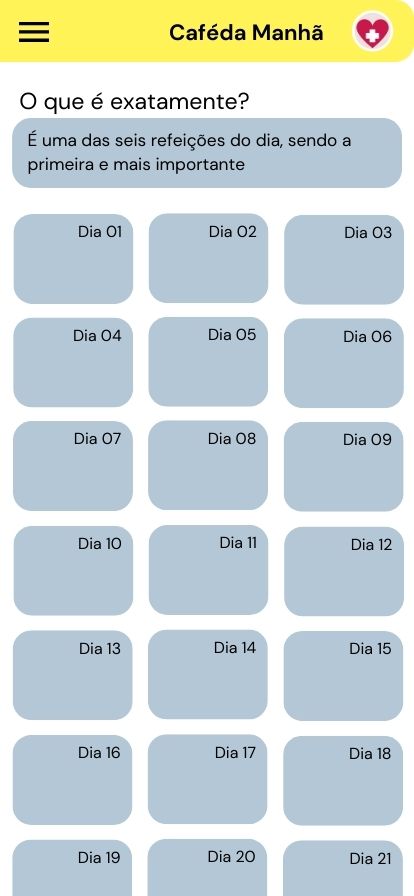 Caféda Manhã
O que é exatamente?
É uma das seis refeições do dia, sendo a
primeira e mais importante
Dia 01
Dia 02
Dia 03
Dia 04
Dia 05
Dia 06
Dia 07
Dia 08
Dia 09
Dia 10
Dia 11
Dia 12
Dia 13
Dia 14
Dia 15
Dia 16
Dia 17
Dia 18
Dia 19
Dia 20
Dia 21